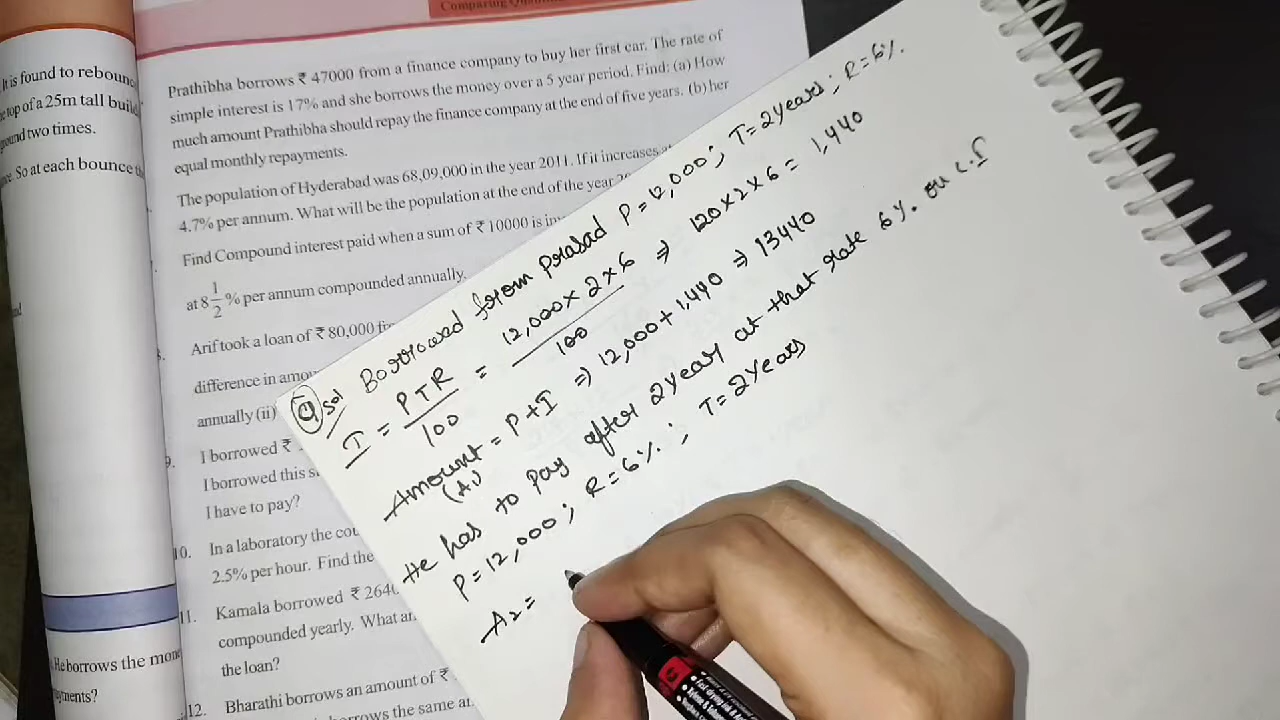 Comparing
It is found to rebound
top of a 25m tall build
ground two times.
So at each bounce
He borrows the mone
Prathibha borrows ₹ 47000 from a finance company to buy her first car. The rate of
simple interest is 17% and she borrows the money over a 5 year period. Find: (a) How
much amount Prathibha should repay the finance company at the end of five years. (b) her
equal monthly repayments.
The population of Hyderabad was 68,09,000 in the year 2011. If it increases
4.7% per annum. What will be the population at the end of the year
Find Compound interest paid when a sum of ₹ 10000 is
at 8 1/2 % per annum compounded annually.
Arif took a loan of ₹ 80,000
difference in
annually (ii)
9. I borrowed ₹
I borrowed this
I have to pay?
10. In a laboratory the
2.5% per hour. Find the
11. Kamala borrowed ₹ 264
compounded yearly. What
the loan?
12. Bharathi borrows an amount of ₹
borrows the same
4 Sol Borrowed from Prasad P = 12,000; T = 2 years; R = 6%.
I = PTR/100 = 12,000 × 2 × 6/100 ⇒ 120 × 2 × 6 = 1,440
Amount = P + I ⇒ 12,000 + 1,440 ⇒ 13440
(A₁)
He has to pay after 2 year at that rate 6%. on C.I
P = 12,000; R = 6%; T = 2 years
A₂ =